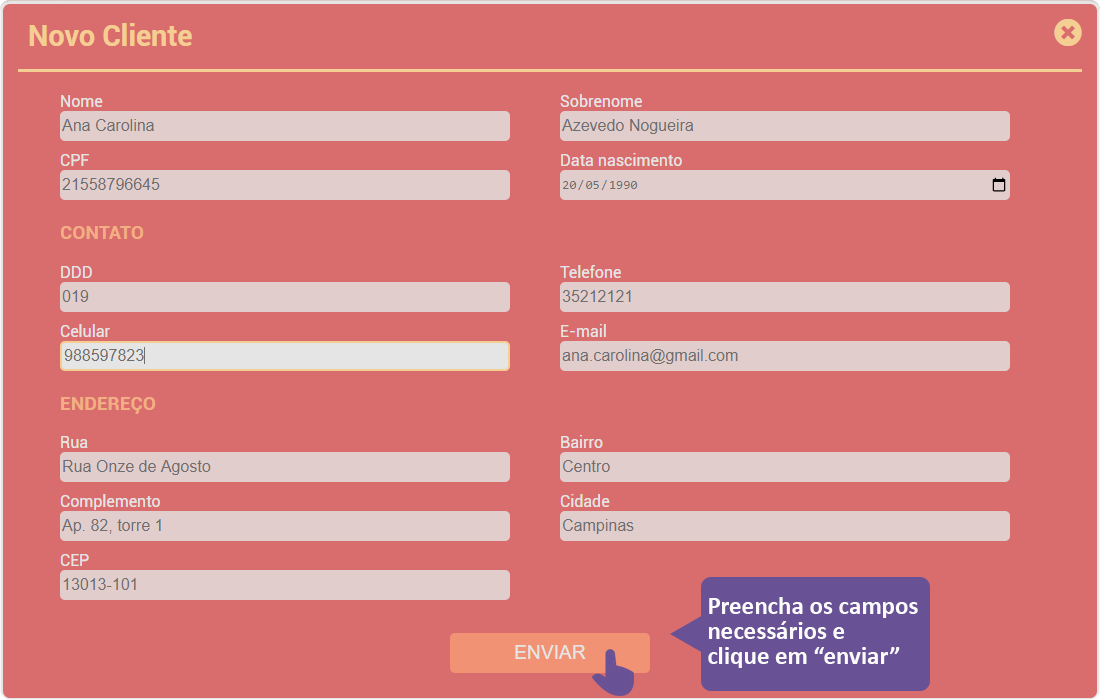 Novo Cliente
Nome
Sobrenome
Ana Carolina
Azevedo Nogueira
CPF
Data nascimento
21558796645
20/05/1990
CONTATO
DDD
Telefone
019
35212121
Celular
E-mail
988597823
ana.carolina@gmail.com
ENDEREÇO
Rua
Bairro
Rua Onze de Agosto
Centro
Complemento
Cidade
Ap. 82, torre 1
Campinas
CEP
13013-101
ENVIAR
Preencha os campos
necessários e
clique em “enviar”